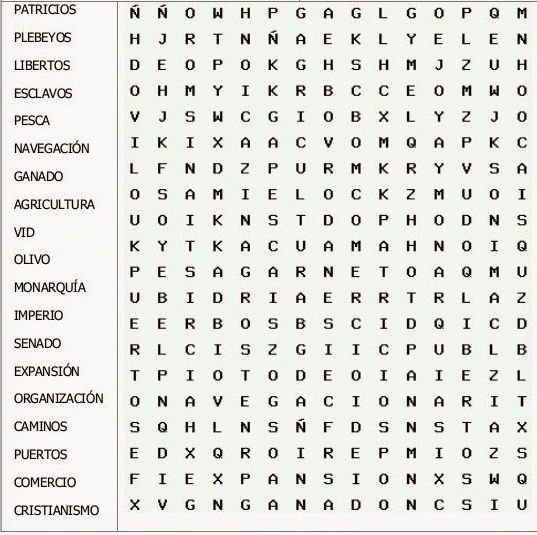 PATRICIOS
PLEBEYOS
LIBERTOS
ESCLAVOS
PESCA
NAVEGACIÓN
GANADO
AGRICULTURA
VID
OLIVO
MONARQUÍA
IMPERIO
SENADO
EXPANSIÓN
ORGANIZACIÓN
CAMINOS
PUERTOS
COMERCIO
CRISTIANISMO
Ñ Ñ O W H P G A G L G O P Q M
H J R T N Ñ A E K L Y E L E N
D E O P O K G H S H M J Z U H
O H M Y I K R B C C E O M W O
V J S W C G I O B X L Y Z J O
I K I X A A C V O M Q A P K C
L F N D Z P U R M K R Y V S A
O S A M I E L O C K Z M U O I
U O I K N S T D O P H O D N S
K Y T K A C U A M A H N O I Q
P E S A G A R N E T O A Q M U
U B I D R I A E R R T R L A Z
E E R B O S B S C I D Q I C D
R L C I S Z G I I C P U B L B
T P I O T O D E O I A I E Z L
O N A V E G A C I O N A R I T
S Q H L N S Ñ F D S N S T A X
E D X Q R O I R E P M I O Z S
F I E X P A N S I O N X S W Q
X V G N G A N A D O N C S I U